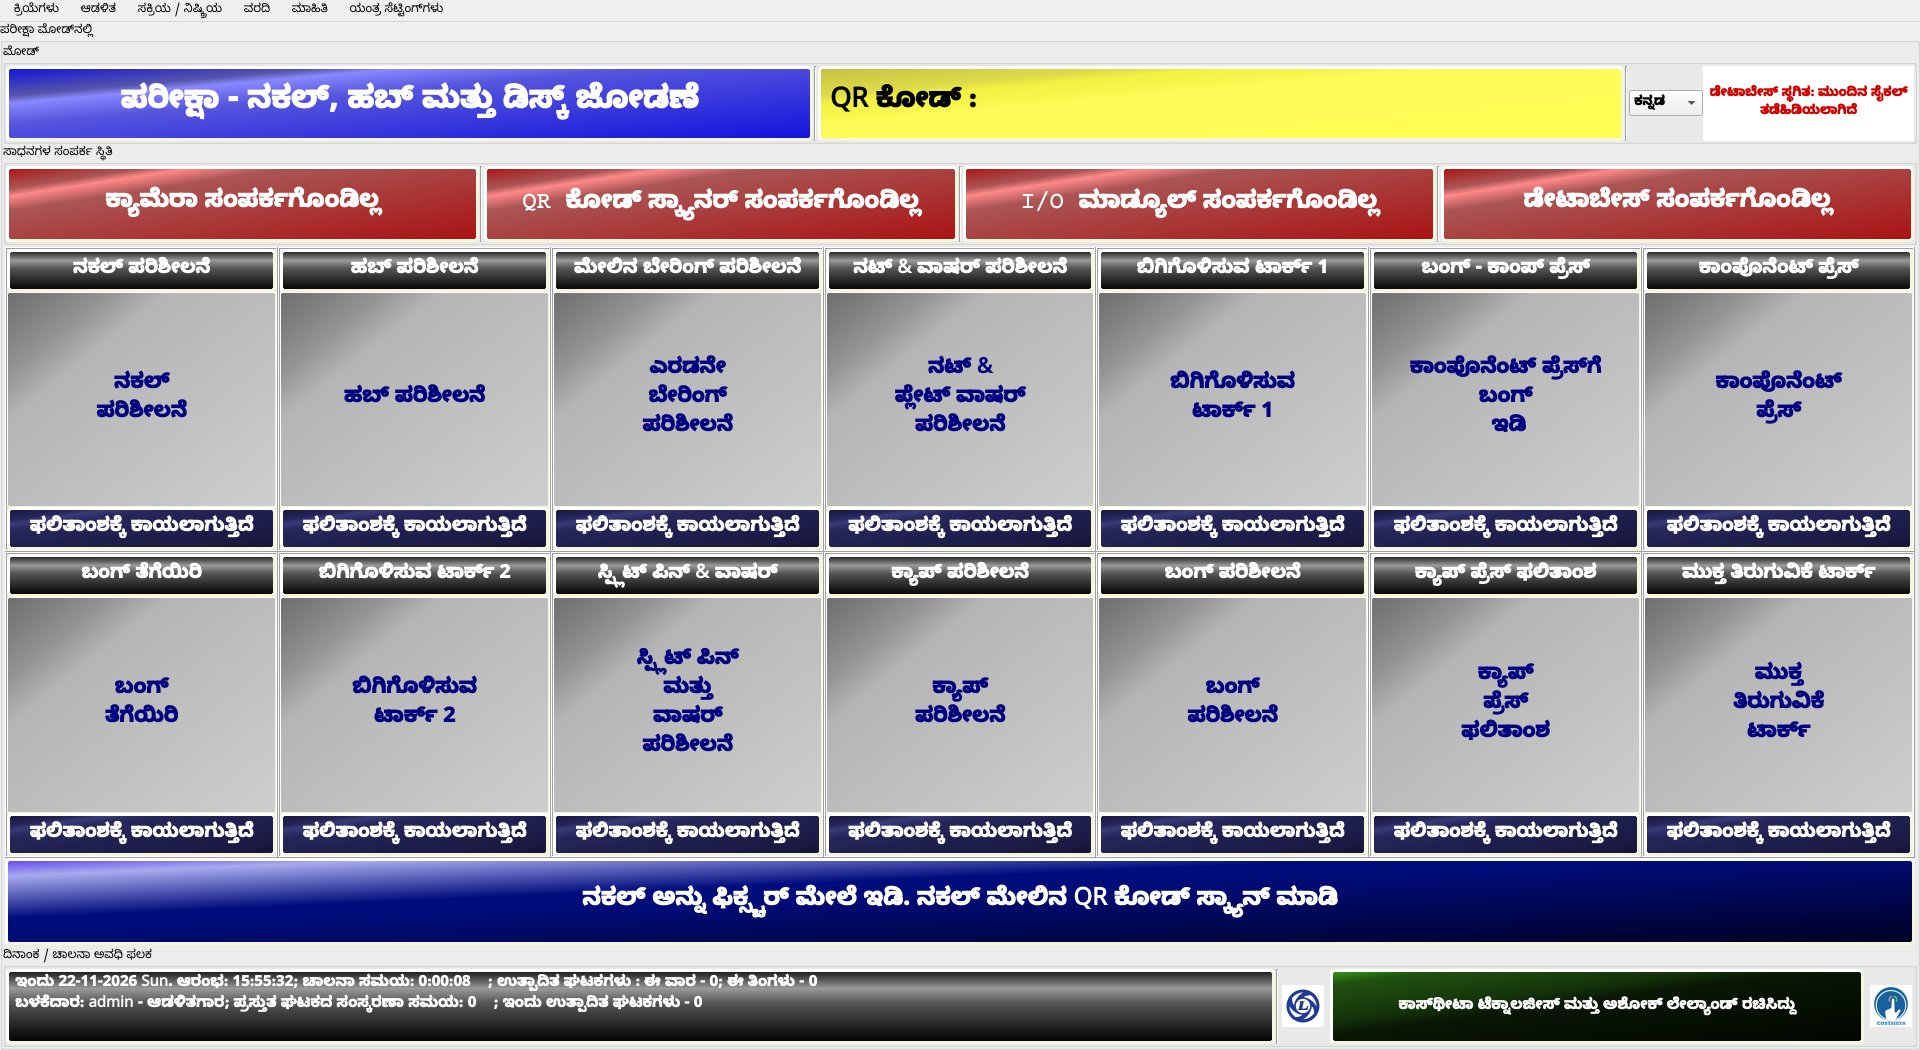 ಕ್ರಿಯೆಗಳು ಆಡಳಿತ ಸಕ್ರಿಯ / ನಿಷ್ಕ್ರಿಯ ವರದಿ ಮಾಹಿತಿ ಯಂತ್ರ ಸೆಟ್ಟಿಂಗ್‌ಗಳು
ಪರೀಕ್ಷಾ ಮೋಡ್‌ನಲ್ಲಿ
ಮೋಡ್
ಪರೀಕ್ಷಾ - ನಕಲ್, ಹಬ್ ಮತ್ತು ಡಿಸ್ಕ್ ಜೋಡಣೆ
QR ಕೋಡ್ :
ಕನ್ನಡ
ಡೇಟಾಬೇಸ್ ಸ್ಥಗಿತ: ಮುಂದಿನ ಸೈಕಲ್
ತಡೆಹಿಡಿಯಲಾಗಿದೆ
ಸಾಧನಗಳ ಸಂಪರ್ಕ ಸ್ಥಿತಿ
ಕ್ಯಾಮೆರಾ ಸಂಪರ್ಕಗೊಂಡಿಲ್ಲ
QR ಕೋಡ್ ಸ್ಕ್ಯಾನರ್ ಸಂಪರ್ಕಗೊಂಡಿಲ್ಲ
I/O ಮಾಡ್ಯೂಲ್ ಸಂಪರ್ಕಗೊಂಡಿಲ್ಲ
ಡೇಟಾಬೇಸ್ ಸಂಪರ್ಕಗೊಂಡಿಲ್ಲ
ನಕಲ್ ಪರಿಶೀಲನೆ
ಹಬ್ ಪರಿಶೀಲನೆ
ಮೇಲಿನ ಬೇರಿಂಗ್ ಪರಿಶೀಲನೆ
ನಟ್ & ವಾಷರ್ ಪರಿಶೀಲನೆ
ಬಿಗಿಗೊಳಿಸುವ ಟಾರ್ಕ್ 1
ಬಂಗ್ - ಕಾಂಪ್ ಪ್ರೆಸ್
ಕಾಂಪೊನೆಂಟ್ ಪ್ರೆಸ್
ನಕಲ್
ಪರಿಶೀಲನೆ
ಹಬ್ ಪರಿಶೀಲನೆ
ಎರಡನೇ
ಬೇರಿಂಗ್
ಪರಿಶೀಲನೆ
ನಟ್ &
ಪ್ಲೇಟ್ ವಾಷರ್
ಪರಿಶೀಲನೆ
ಬಿಗಿಗೊಳಿಸುವ
ಟಾರ್ಕ್ 1
ಕಾಂಪೊನೆಂಟ್ ಪ್ರೆಸ್‌ಗೆ
ಬಂಗ್
ಇಡಿ
ಕಾಂಪೊನೆಂಟ್
ಪ್ರೆಸ್
ಫಲಿತಾಂಶಕ್ಕೆ ಕಾಯಲಾಗುತ್ತಿದೆ
ಫಲಿತಾಂಶಕ್ಕೆ ಕಾಯಲಾಗುತ್ತಿದೆ
ಫಲಿತಾಂಶಕ್ಕೆ ಕಾಯಲಾಗುತ್ತಿದೆ
ಫಲಿತಾಂಶಕ್ಕೆ ಕಾಯಲಾಗುತ್ತಿದೆ
ಫಲಿತಾಂಶಕ್ಕೆ ಕಾಯಲಾಗುತ್ತಿದೆ
ಫಲಿತಾಂಶಕ್ಕೆ ಕಾಯಲಾಗುತ್ತಿದೆ
ಫಲಿತಾಂಶಕ್ಕೆ ಕಾಯಲಾಗುತ್ತಿದೆ
ಬಂಗ್ ತೆಗೆಯಿರಿ
ಬಿಗಿಗೊಳಿಸುವ ಟಾರ್ಕ್ 2
ಸ್ಪ್ಲಿಟ್ ಪಿನ್ & ವಾಷರ್
ಕ್ಯಾಪ್ ಪರಿಶೀಲನೆ
ಬಂಗ್ ಪರಿಶೀಲನೆ
ಕ್ಯಾಪ್ ಪ್ರೆಸ್ ಫಲಿತಾಂಶ
ಮುಕ್ತ ತಿರುಗುವಿಕೆ ಟಾರ್ಕ್
ಬಂಗ್
ತೆಗೆಯಿರಿ
ಬಿಗಿಗೊಳಿಸುವ
ಟಾರ್ಕ್ 2
ಸ್ಪ್ಲಿಟ್ ಪಿನ್
ಮತ್ತು
ವಾಷರ್
ಪರಿಶೀಲನೆ
ಕ್ಯಾಪ್
ಪರಿಶೀಲನೆ
ಬಂಗ್
ಪರಿಶೀಲನೆ
ಕ್ಯಾಪ್
ಪ್ರೆಸ್
ಫಲಿತಾಂಶ
ಮುಕ್ತ
ತಿರುಗುವಿಕೆ
ಟಾರ್ಕ್
ಫಲಿತಾಂಶಕ್ಕೆ ಕಾಯಲಾಗುತ್ತಿದೆ
ಫಲಿತಾಂಶಕ್ಕೆ ಕಾಯಲಾಗುತ್ತಿದೆ
ಫಲಿತಾಂಶಕ್ಕೆ ಕಾಯಲಾಗುತ್ತಿದೆ
ಫಲಿತಾಂಶಕ್ಕೆ ಕಾಯಲಾಗುತ್ತಿದೆ
ಫಲಿತಾಂಶಕ್ಕೆ ಕಾಯಲಾಗುತ್ತಿದೆ
ಫಲಿತಾಂಶಕ್ಕೆ ಕಾಯಲಾಗುತ್ತಿದೆ
ಫಲಿತಾಂಶಕ್ಕೆ ಕಾಯಲಾಗುತ್ತಿದೆ
ನಕಲ್ ಅನ್ನು ಫಿಕ್ಸ್ಚರ್ ಮೇಲೆ ಇಡಿ. ನಕಲ್ ಮೇಲಿನ QR ಕೋಡ್ ಸ್ಕ್ಯಾನ್ ಮಾಡಿ
ದಿನಾಂಕ / ಚಾಲನಾ ಅವಧಿ ಫಲಕ
ಇಂದು 22-11-2026 Sun. ಆರಂಭ: 15:55:32; ಚಾಲನಾ ಸಮಯ: 0:00:08 ; ಉತ್ಪಾದಿತ ಘಟಕಗಳು : ಈ ವಾರ - 0; ಈ ತಿಂಗಳು - 0
ಬಳಕೆದಾರ: admin - ಆಡಳಿತಗಾರ; ಪ್ರಸ್ತುತ ಘಟಕದ ಸಂಸ್ಕರಣಾ ಸಮಯ: 0 ; ಇಂದು ಉತ್ಪಾದಿತ ಘಟಕಗಳು - 0
ಕಾಸ್‌ಥೀಟಾ ಟೆಕ್ನಾಲಜೀಸ್ ಮತ್ತು ಅಶೋಕ್ ಲೇಲ್ಯಾಂಡ್ ರಚಿಸಿದ್ದು
COSTHETA